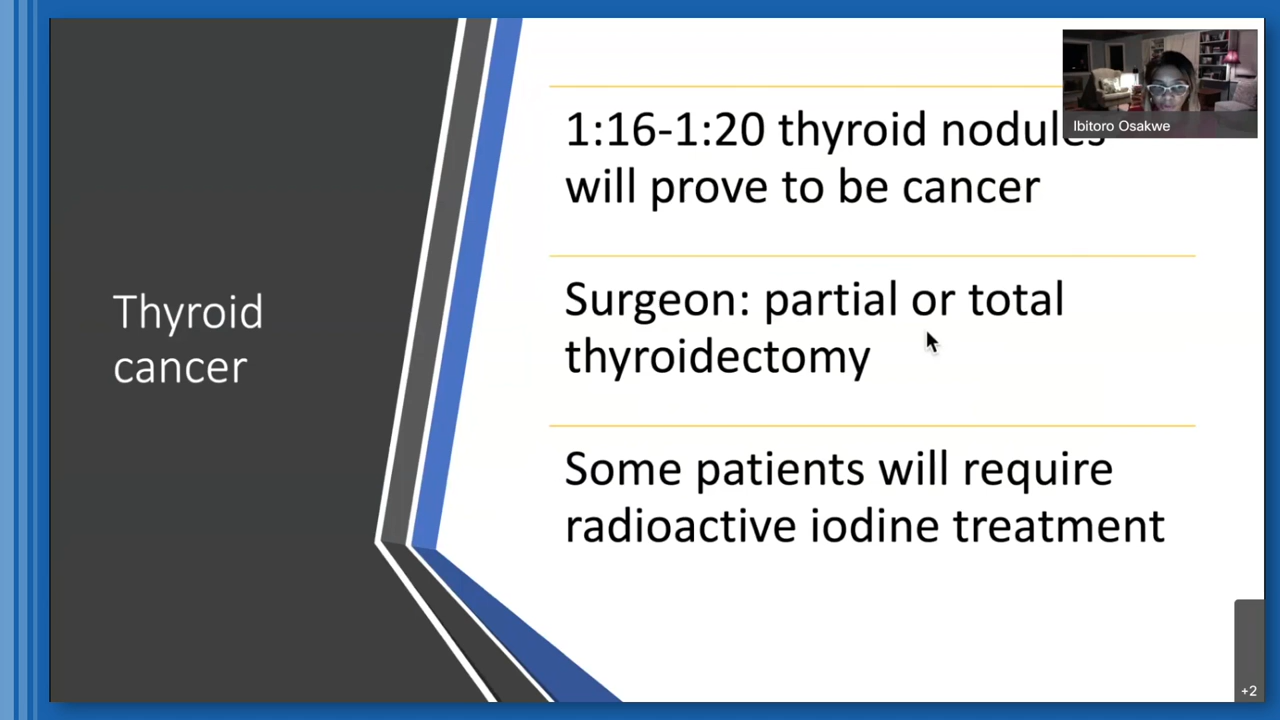 Ibitoro Osakwe
1:16-1:20 thyroid nodules
will prove to be cancer
Thyroid
cancer
Surgeon: partial or total
thyroidectomy
Some patients will require
radioactive iodine treatment
+2